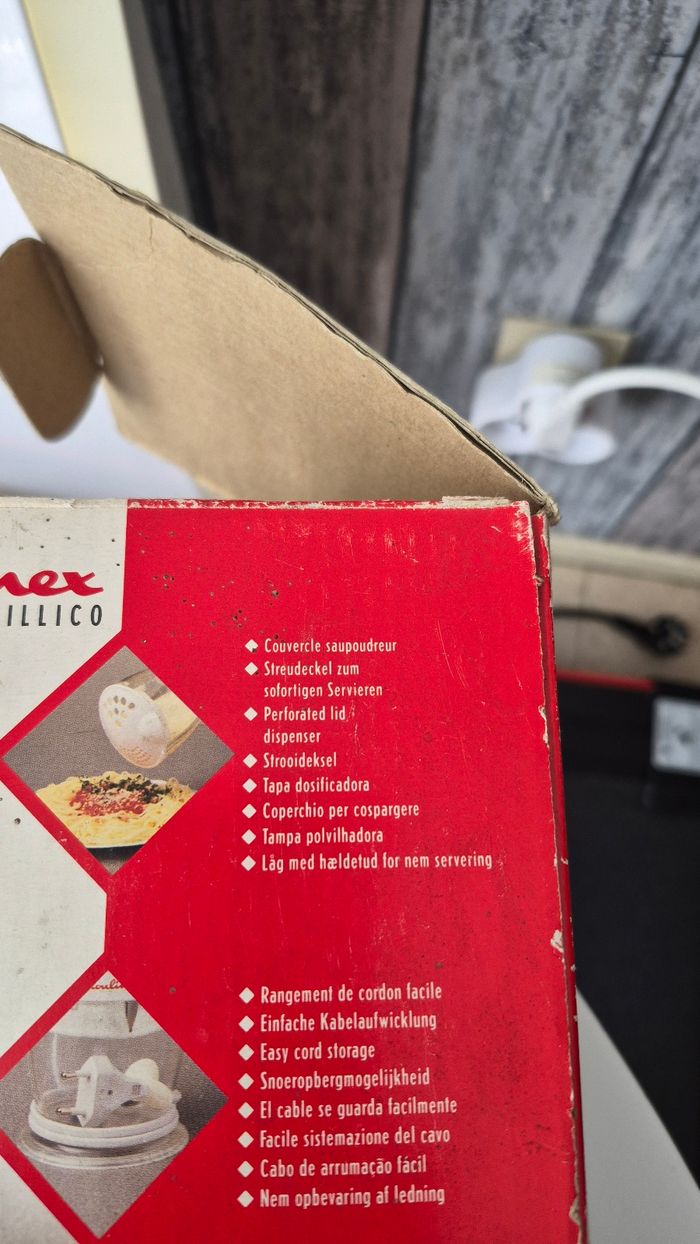 nex
ILLICO
◆ Couvercle saupoudreur
◆ Streudeckel zum
sofortigen Servieren
◆ Perforated lid
dispenser
◆ Strooideksel
◆ Tapa dosificadora
◆ Coperchio per cospargere
◆ Tampa polvilhadora
◆ Låg med hældetud for nem servering
◆ Rangement de cordon facile
◆ Einfache Kabelaufwicklung
◆ Easy cord storage
◆ Snoeropbergmogelijkheid
◆ El cable se guarda facilmente
◆ Facile sistemazione del cavo
◆ Cabo de arrumação fácil
◆ Nem opbevaring af ledning